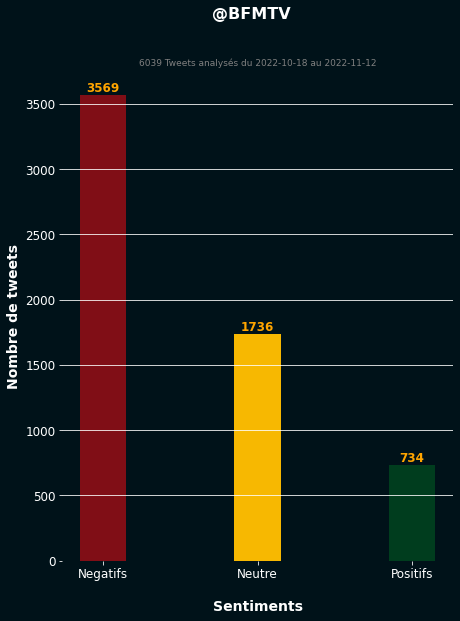 @BFMTV
6039 Tweets analysés du 2022-10-18 au 2022-11-12
3569
3500
3000
2500
Nombre de tweets
2000
1736
1500
1000
734
500
0
Negatifs Neutre Positifs
Sentiments